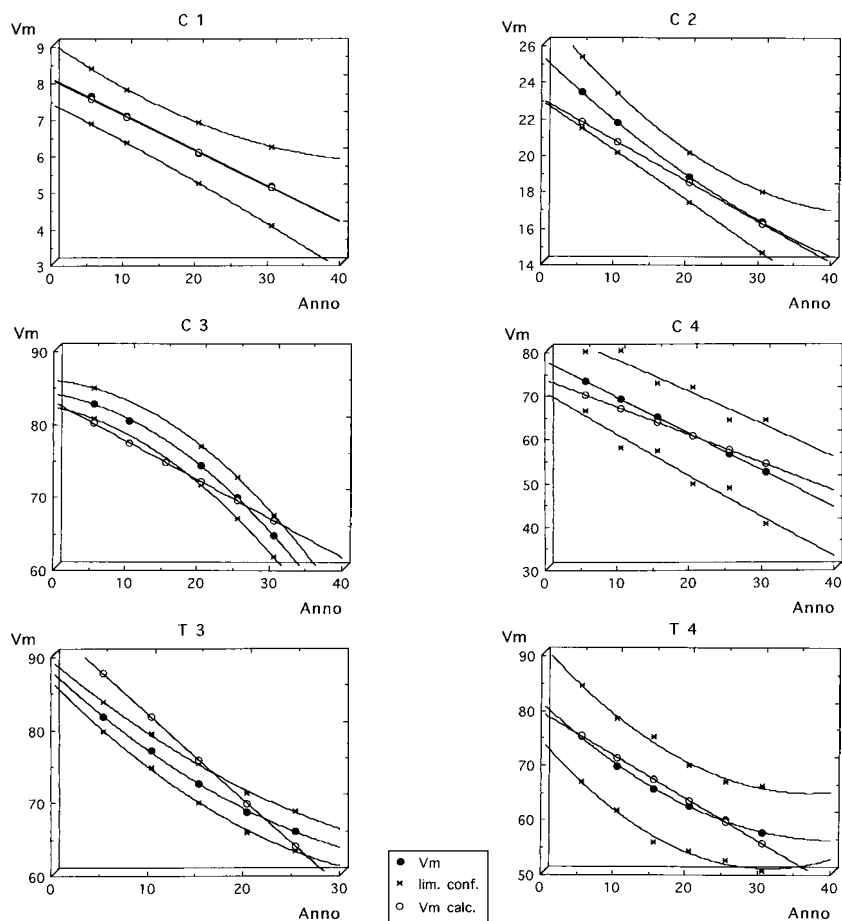 C 1
Vm
9
8
7
6
5
4
3
0 10 20 30 40
Anno
C 2
Vm
26
24
22
20
18
16
14
0 10 20 30 40
Anno
C 3
Vm
90
80
70
60
0 10 20 30 40
Anno
C 4
Vm
80
70
60
50
40
30
0 10 20 30 40
Anno
T 3
Vm
90
80
70
60
0 10 20 30
Anno
T 4
Vm
90
80
70
60
50
0 10 20 30 40
Anno
Vm
lim. conf.
Vm calc.